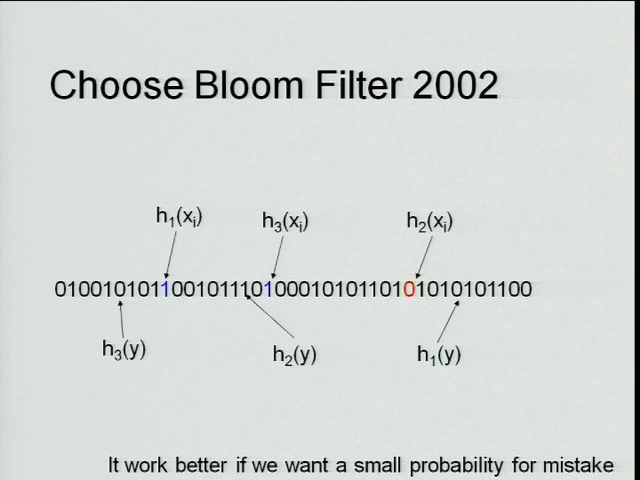 Choose Bloom Filter 2002
h₁(xᵢ) h₃(xᵢ) h₂(xᵢ)
010010101110010111010001010110101010101100
h₃(y) h₂(y) h₁(y)
It work better if we want a small probability for mistake